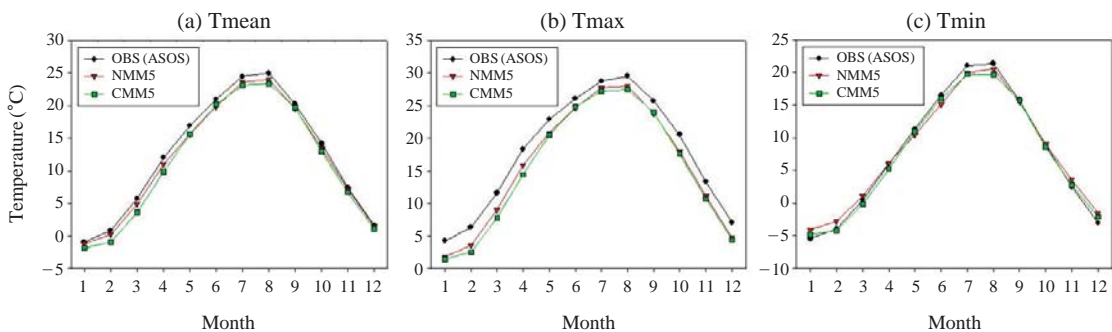 (a) Tmean
(b) Tmax
(c) Tmin
Temperature (°C)
35
30
25
20
15
10
5
0
−5
OBS (ASOS)
NMM5
CMM5
1 2 3 4 5 6 7 8 9 10 11 12
Month
35
30
25
20
15
10
5
0
OBS (ASOS)
NMM5
CMM5
1 2 3 4 5 6 7 8 9 10 11 12
Month
25
20
15
10
5
0
−5
−10
OBS (ASOS)
NMM5
CMM5
1 2 3 4 5 6 7 8 9 10 11 12
Month